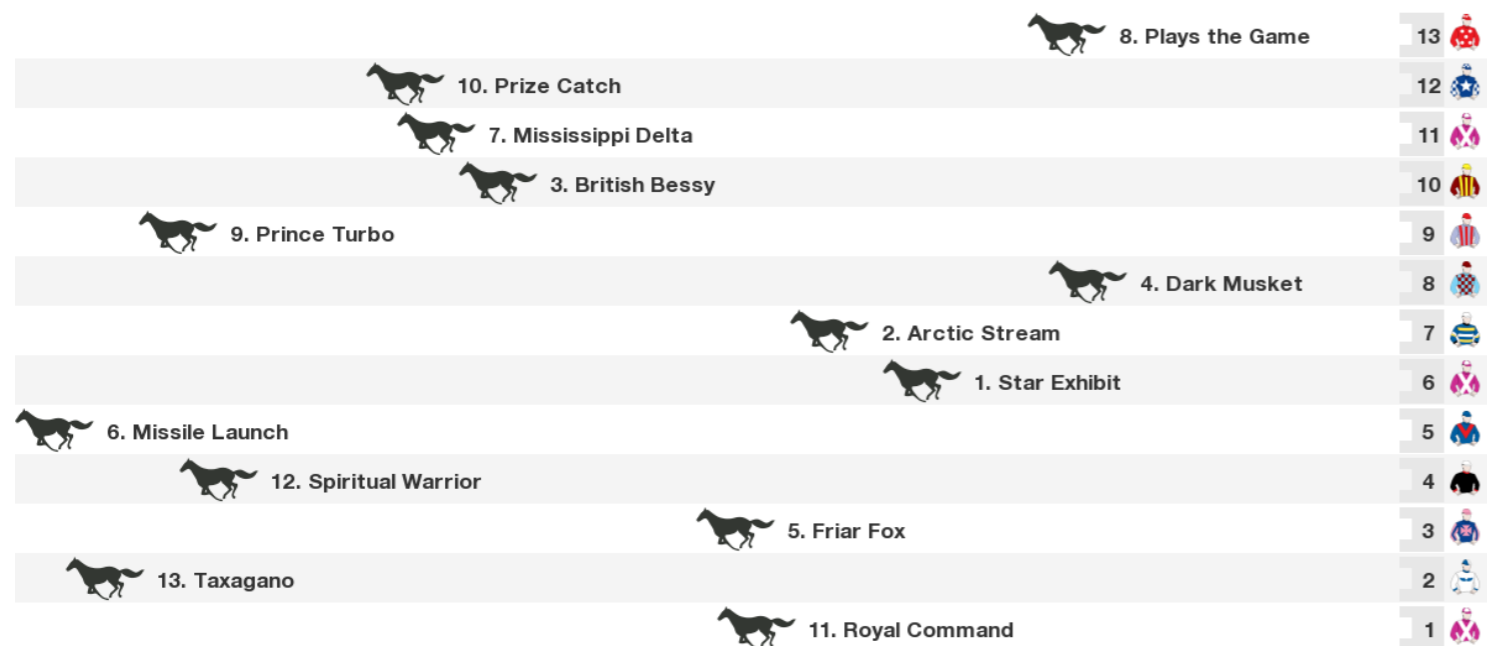 8. Plays the Game 13
10. Prize Catch 12
7. Mississippi Delta 11
3. British Bessy 10
9. Prince Turbo 9
4. Dark Musket 8
2. Arctic Stream 7
1. Star Exhibit 6
6. Missile Launch 5
12. Spiritual Warrior 4
5. Friar Fox 3
13. Taxagano 2
11. Royal Command 1